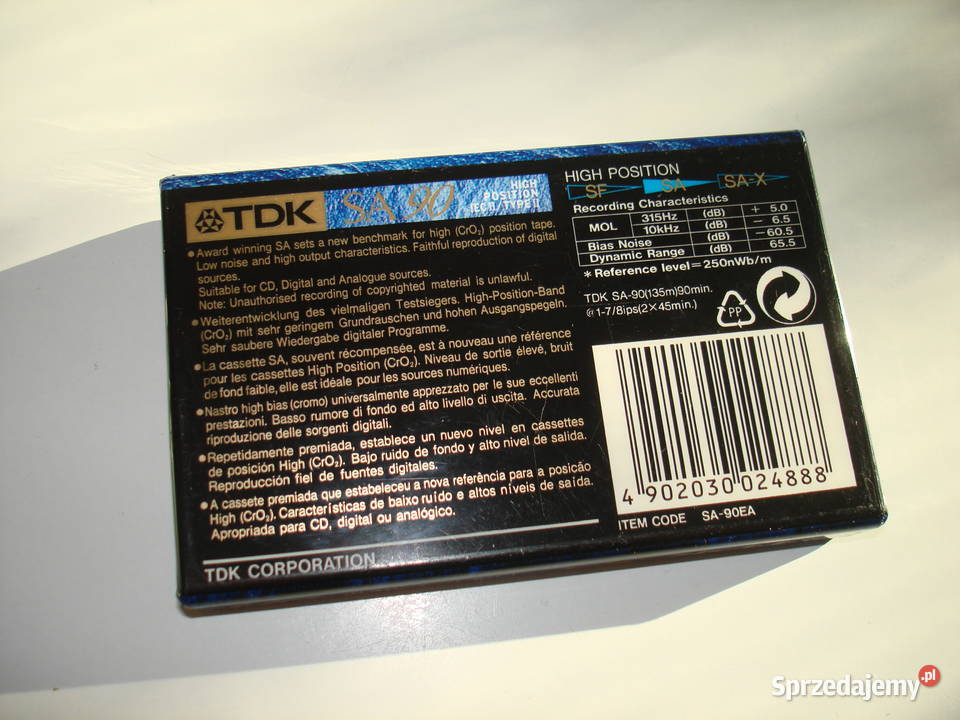 TDK SA 90 HIGH
POSITION
IEC II/TYPE II
•Award winning SA sets a new benchmark for high (CrO₂) position tape.
Low noise and high output characteristics. Faithful reproduction of digital
sources.
Suitable for CD, Digital and Analogue sources.
Note: Unauthorised recording of copyrighted material is unlawful.
•Weiterentwicklung des vielmaligen Testsiegers. High-Position-Band
(CrO₂) mit sehr geringem Grundrauschen und hohen Ausgangspegeln.
Sehr saubere Wiedergabe digitaler Programme.
•La cassette SA, souvent récompensée, est à nouveau une référence
pour les cassettes High Position (CrO₂). Niveau de sortie élevé, bruit
de fond faible, elle est idéale pour les sources numériques.
•Nastro high bias (cromo) universalmente apprezzato per le sue eccellenti
prestazioni. Basso rumore di fondo ed alto livello di uscita. Accurata
riproduzione delle sorgenti digitali.
•Repetidamente premiada, establece un nuevo nivel en cassettes
de posición High (CrO₂). Bajo ruido de fondo y alto nivel de salida.
Reproducción fiel de fuentes digitales.
•A cassete premiada que estabeleceu a nova referência para a posicão
High (CrO₂). Características de baixo ruído e altos níveis de saída.
Apropriada para CD, digital ou analógico.
TDK CORPORATION
HIGH POSITION
SF SA SA-X
Recording Characteristics
MOL 315Hz (dB) + 5.0
10kHz (dB) − 6.5
Bias Noise (dB) −60.5
Dynamic Range (dB) 65.5
* Reference level=250nWb/m
TDK SA-90(135m)90min.
@1-7/8ips(2×45min.)
PP
4 902030 024888
ITEM CODE SA-90EA
Sprzedajemy.pl